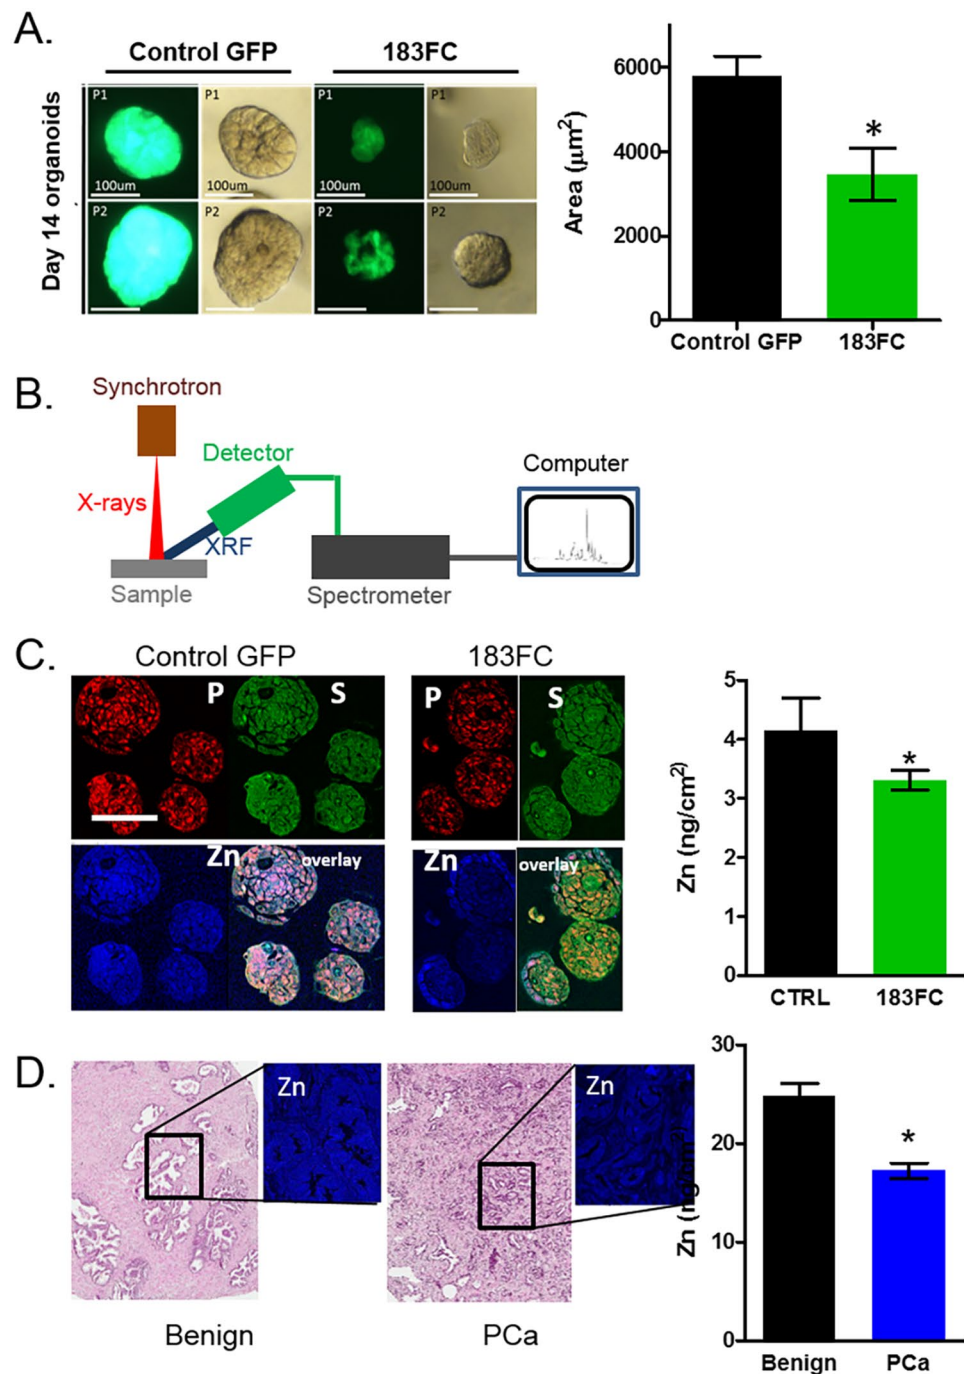 A.
Control GFP
183FC
Day 14 organoids
P1
P1
P1
100um
100um
100um
100um
P2
P2
P2
P2
Area (μm²)
6000
4000
2000
0
*
Control GFP
183FC
B.
Synchrotron
Detector
X-rays
XRF
Sample
Spectrometer
Computer
C.
Control GFP
183FC
P
S
Zn
overlay
P
S
Zn
overlay
Zn (ng/cm²)
5
4
3
2
1
0
*
CTRL
183FC
D.
Zn
Zn
Benign
PCa
Zn (ng/cm²)
30
20
10
0
*
Benign
PCa